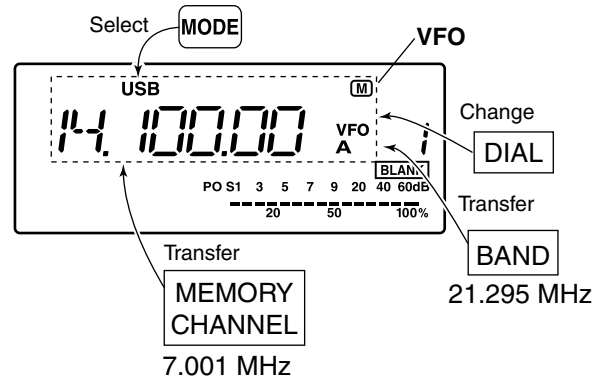 Select MODE
VFO
USB M
14. 100.00 VFO A 1
BLANK
PO S1 3 5 7 9 20 40 60dB
20 50 100%
Change
DIAL
Transfer
BAND
21.295 MHz
Transfer
MEMORY
CHANNEL
7.001 MHz